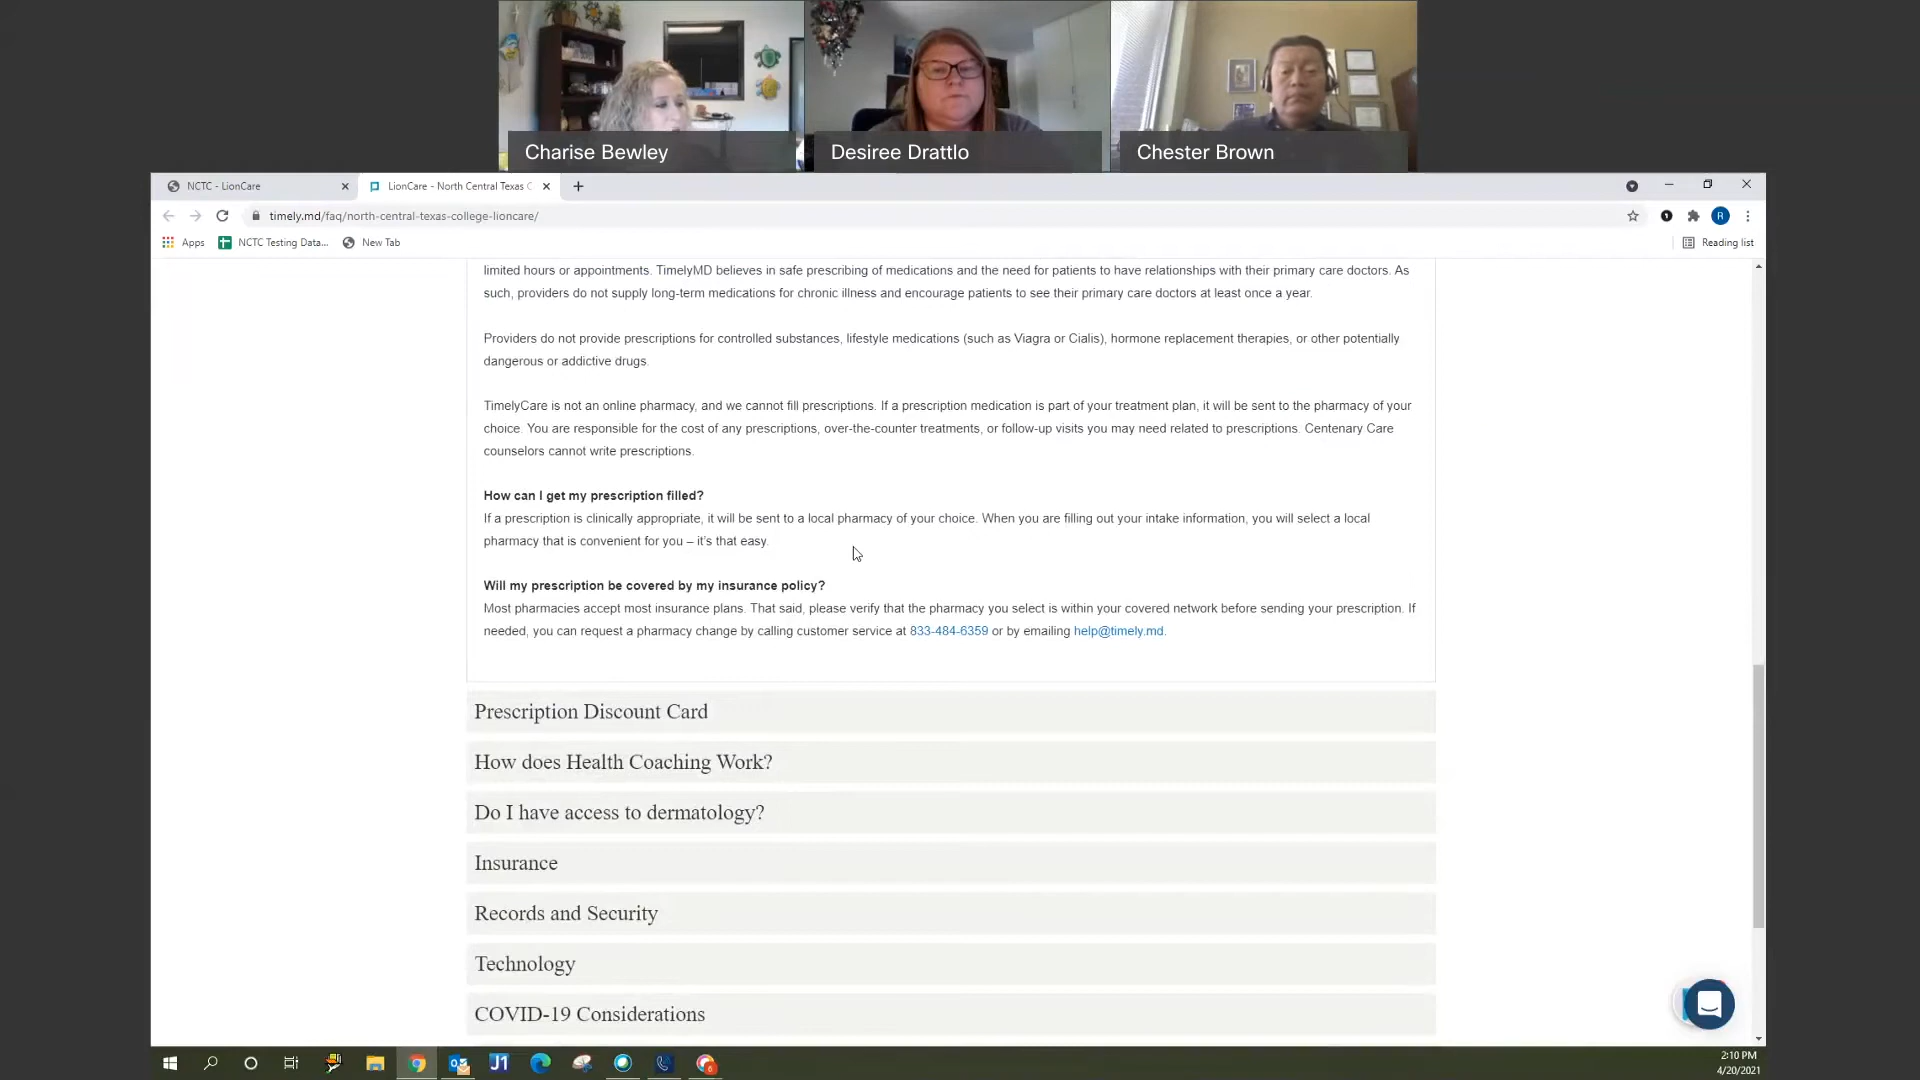 Charise Bewley
Desiree Drattlo
Chester Brown
NCTC - LionCare
LionCare - North Central Texas C
timely.md/faq/north-central-texas-college-lioncare/
R
Apps
NCTC Testing Data...
New Tab
Reading list
limited hours or appointments. TimelyMD believes in safe prescribing of medications and the need for patients to have relationships with their primary care doctors. As
such, providers do not supply long-term medications for chronic illness and encourage patients to see their primary care doctors at least once a year.
Providers do not provide prescriptions for controlled substances, lifestyle medications (such as Viagra or Cialis), hormone replacement therapies, or other potentially
dangerous or addictive drugs.
TimelyCare is not an online pharmacy, and we cannot fill prescriptions. If a prescription medication is part of your treatment plan, it will be sent to the pharmacy of your
choice. You are responsible for the cost of any prescriptions, over-the-counter treatments, or follow-up visits you may need related to prescriptions. Centenary Care
counselors cannot write prescriptions.
How can I get my prescription filled?
If a prescription is clinically appropriate, it will be sent to a local pharmacy of your choice. When you are filling out your intake information, you will select a local
pharmacy that is convenient for you – it's that easy.
Will my prescription be covered by my insurance policy?
Most pharmacies accept most insurance plans. That said, please verify that the pharmacy you select is within your covered network before sending your prescription. If
needed, you can request a pharmacy change by calling customer service at 833-484-6359 or by emailing help@timely.md.
Prescription Discount Card
How does Health Coaching Work?
Do I have access to dermatology?
Insurance
Records and Security
Technology
COVID-19 Considerations
J1
2:10 PM
4/20/2021